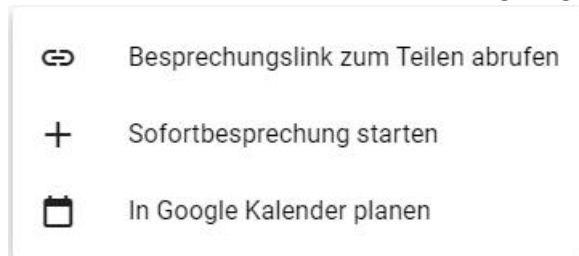 Besprechungslink zum Teilen abrufen
Sofortbesprechung starten
In Google Kalender planen